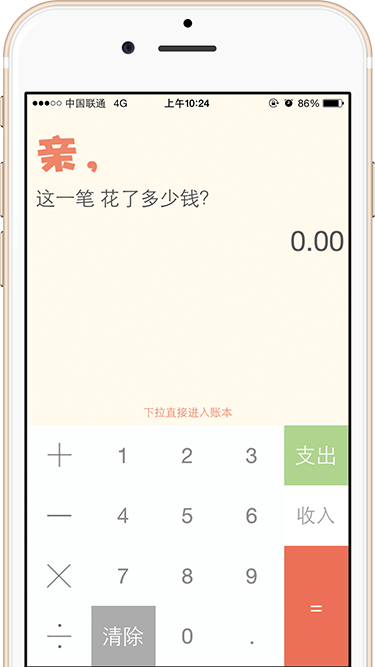 中国联通 4G 上午10:24 86%
亲，
这一笔 花了多少钱?
0.00
下拉直接进入账本
＋ 1 2 3 支出
－ 4 5 6 收入
× 7 8 9
÷ 清除 0 . =